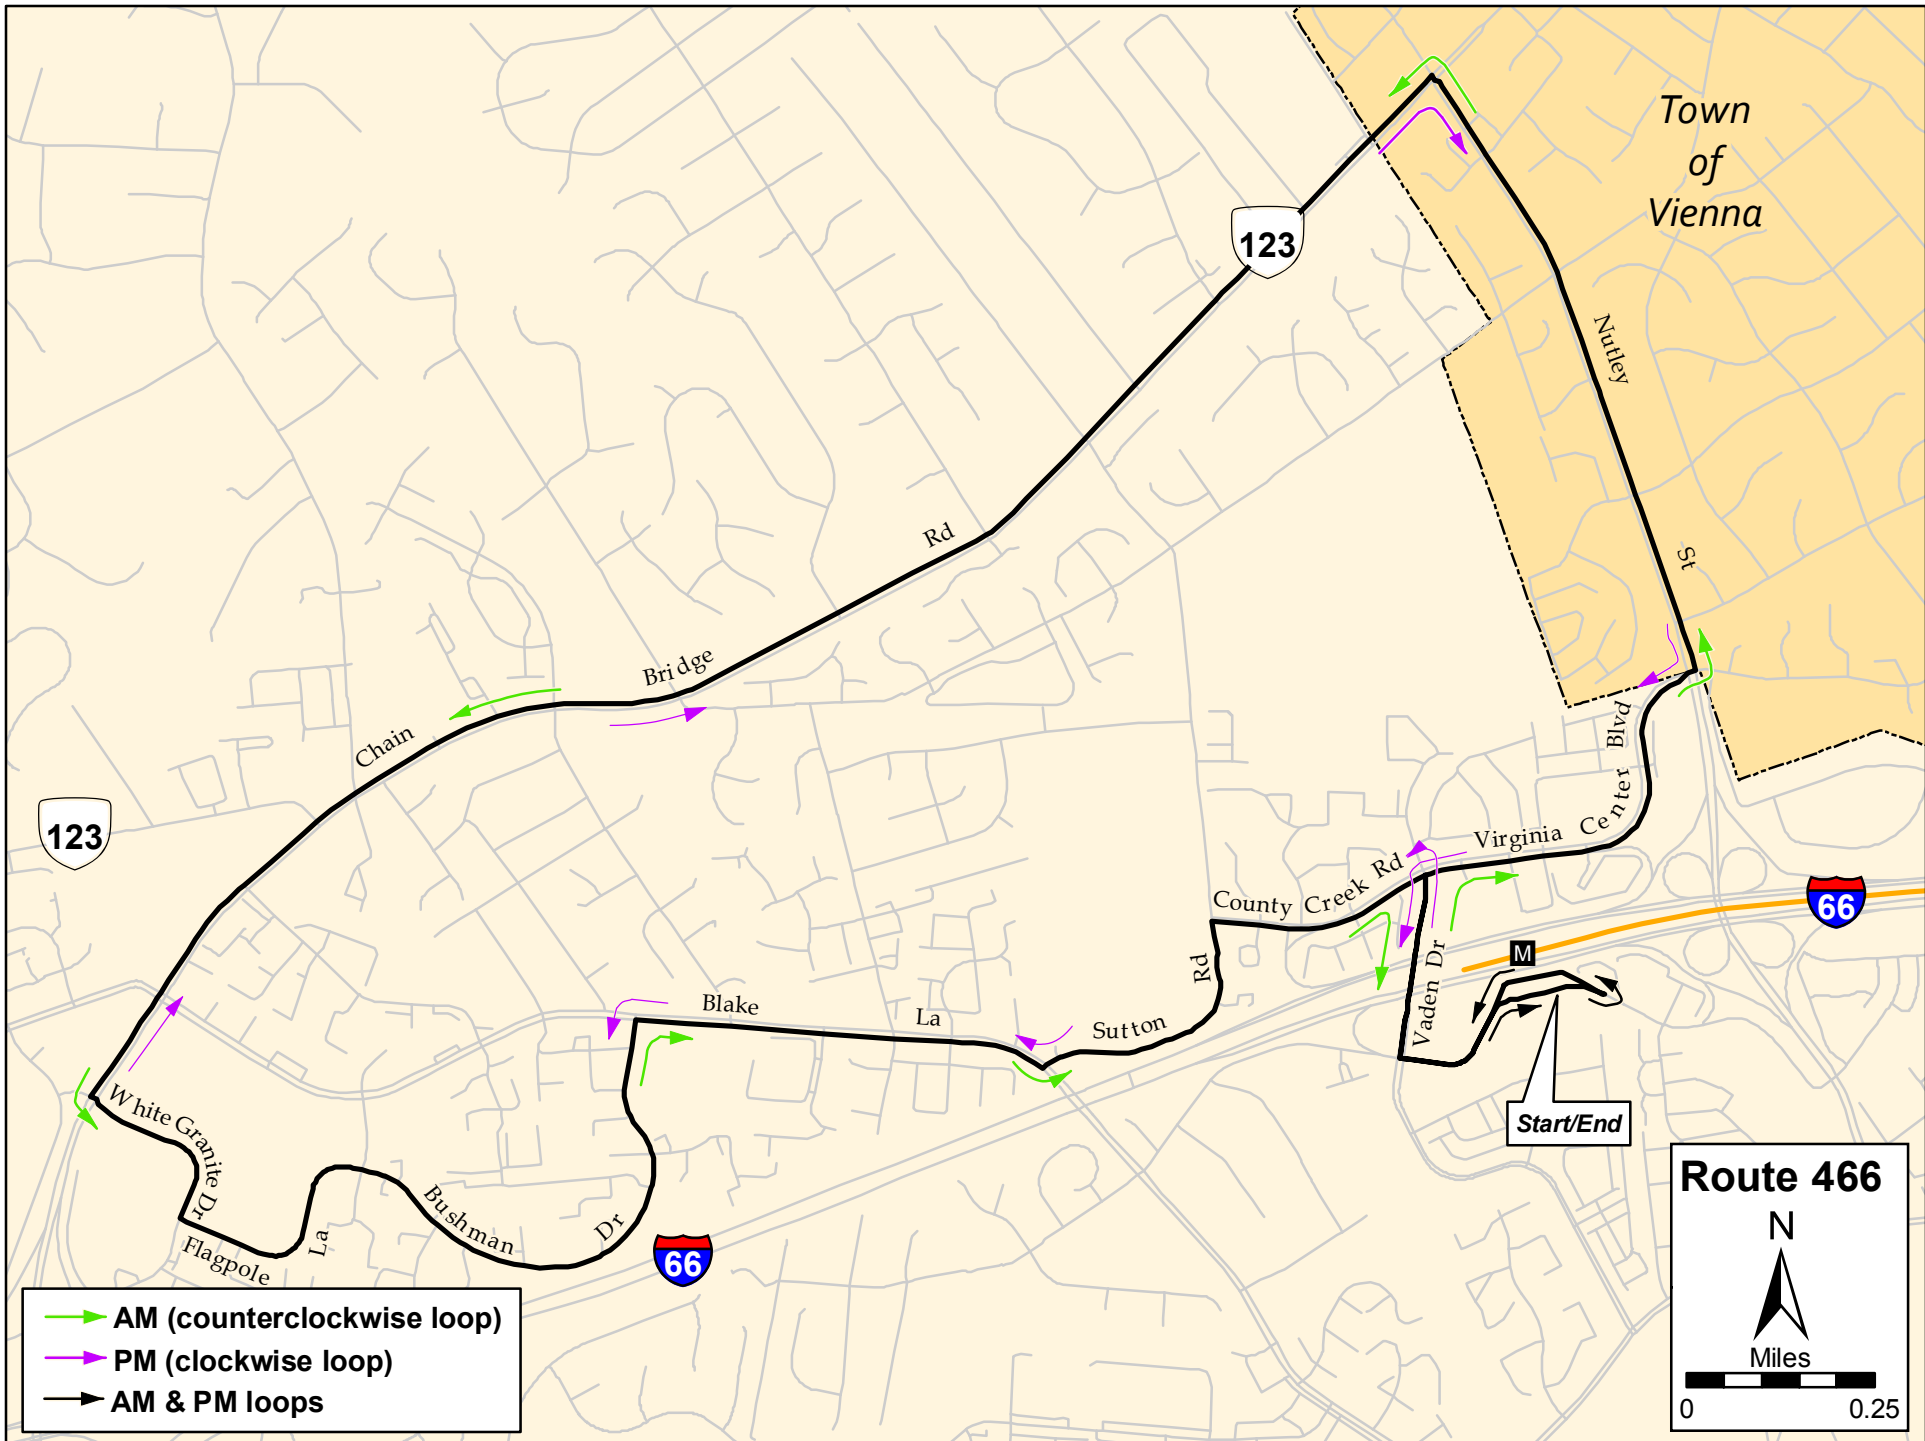 Town
of
Vienna
123
Nutley
St
Rd
Bridge
Chain
Virginia Center Blvd
123
County Creek Rd
66
M
Vaden Dr
Rd
Sutton
Blake La
White Granite Dr
Start/End
Bushman Dr
Flagpole La
66
Route 466
N
Miles
0 0.25
AM (counterclockwise loop)
PM (clockwise loop)
AM & PM loops